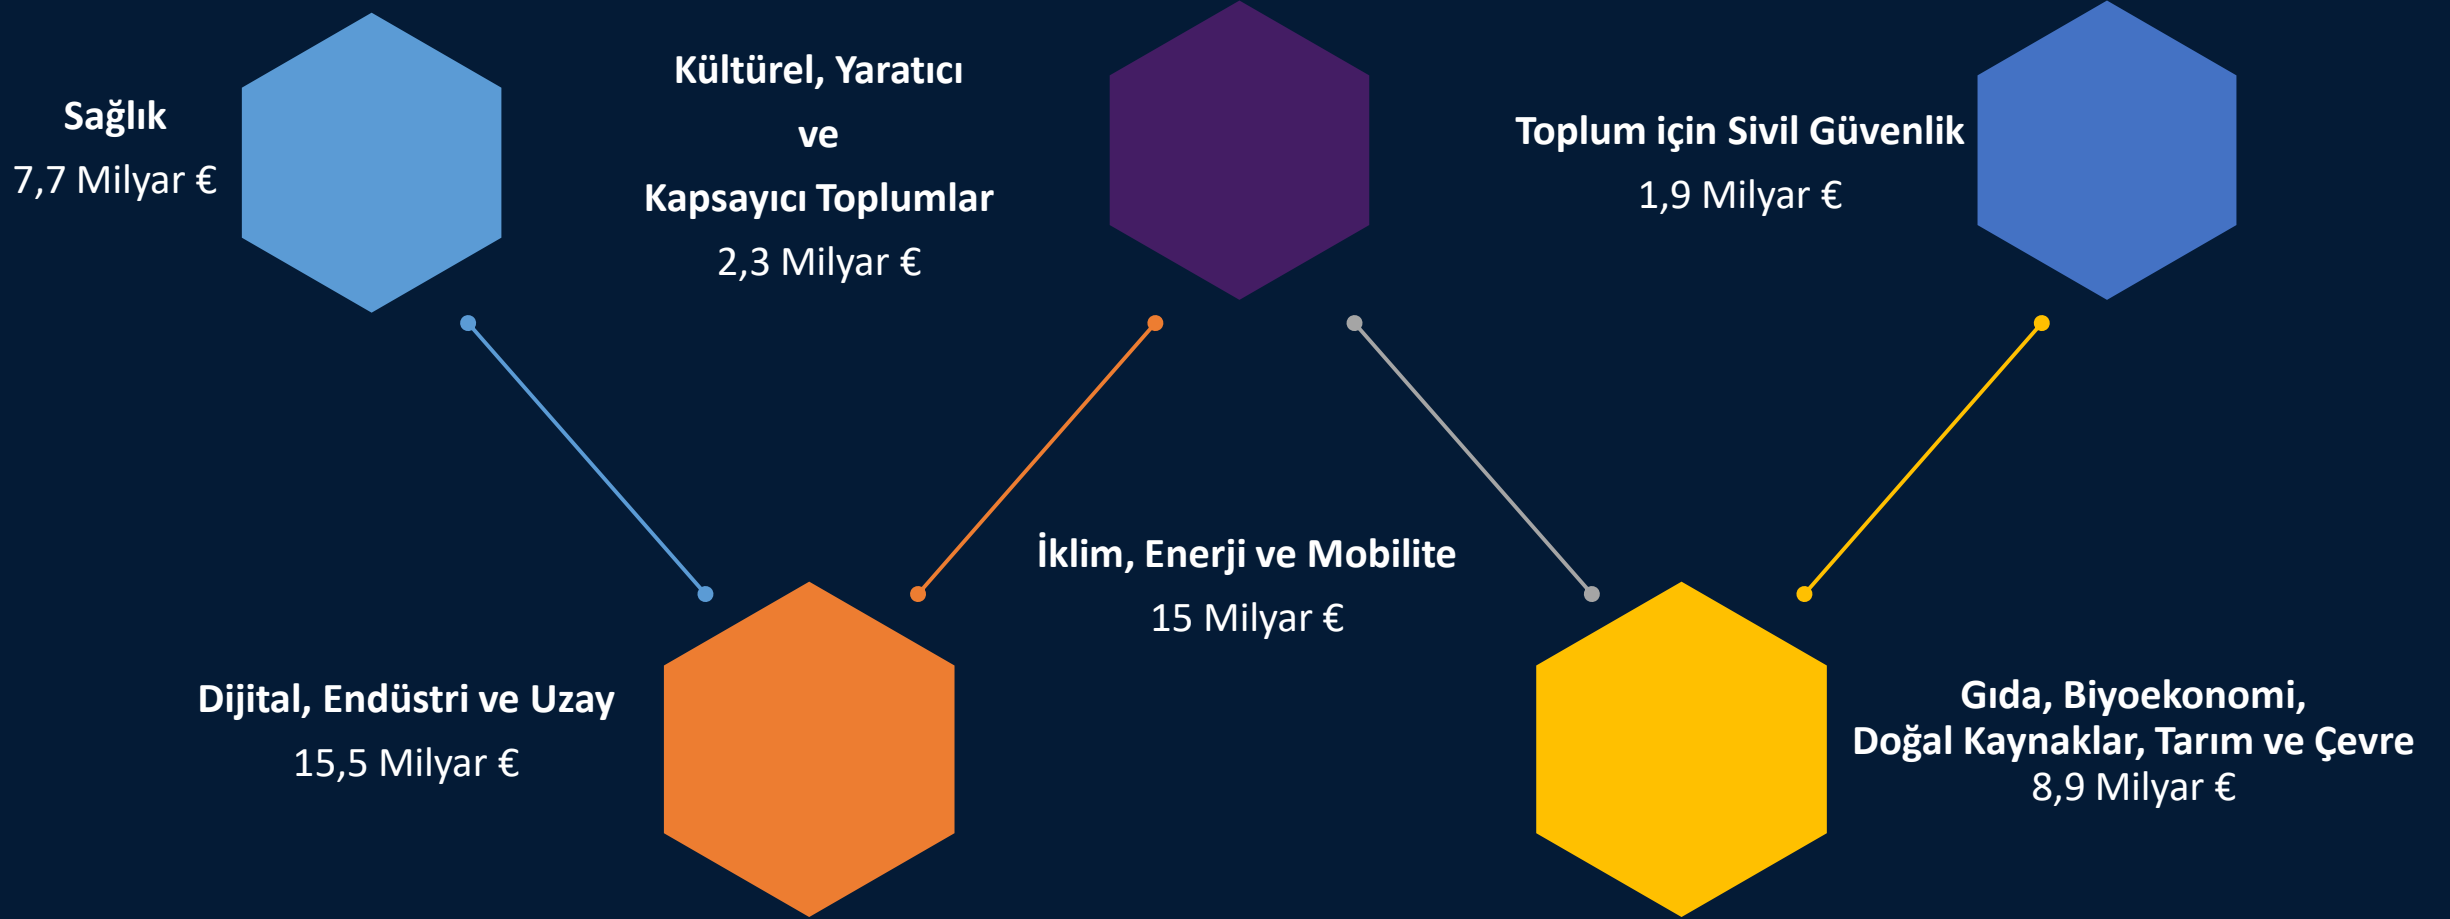 Sağlık
7,7 Milyar €
Kültürel, Yaratıcı
ve
Kapsayıcı Toplumlar
2,3 Milyar €
Toplum için Sivil Güvenlik
1,9 Milyar €
Dijital, Endüstri ve Uzay
15,5 Milyar €
İklim, Enerji ve Mobilite
15 Milyar €
Gıda, Biyoekonomi,
Doğal Kaynaklar, Tarım ve Çevre
8,9 Milyar €